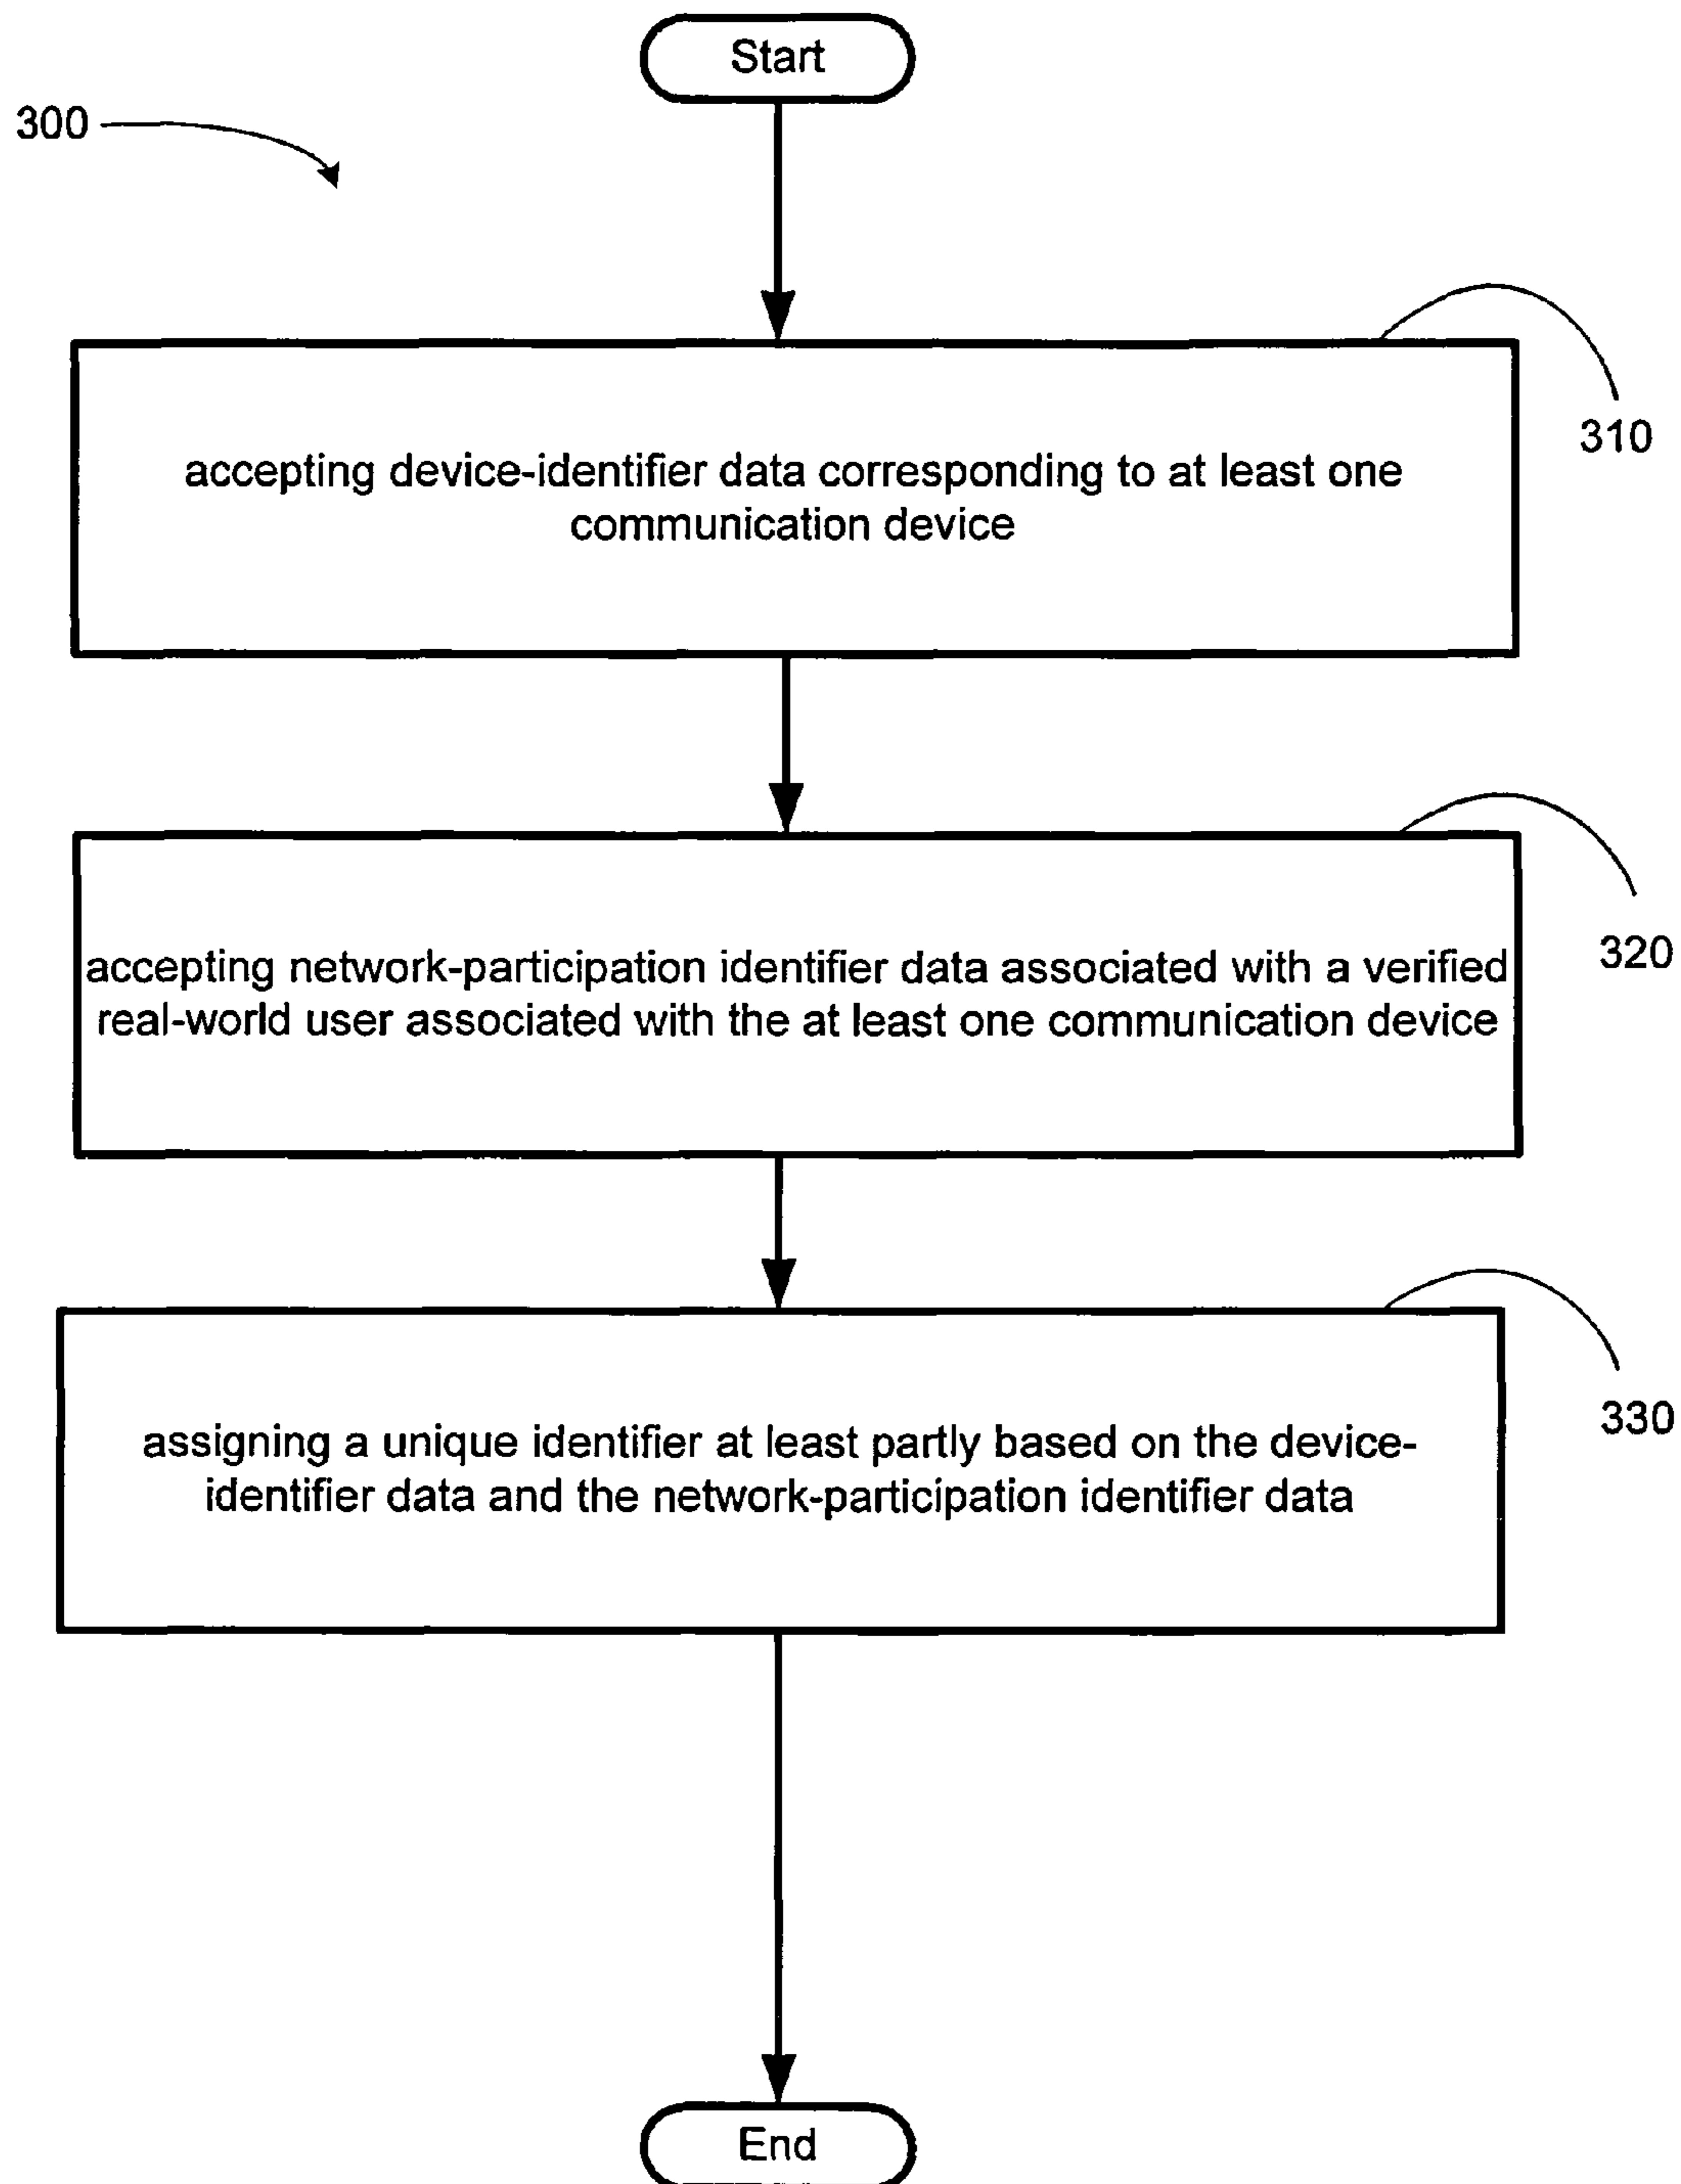 Start
300
310
accepting device-identifier data corresponding to at least one
communication device
320
accepting network-participation identifier data associated with a verified
real-world user associated with the at least one communication device
330
assigning a unique identifier at least partly based on the device-
identifier data and the network-participation identifier data
End